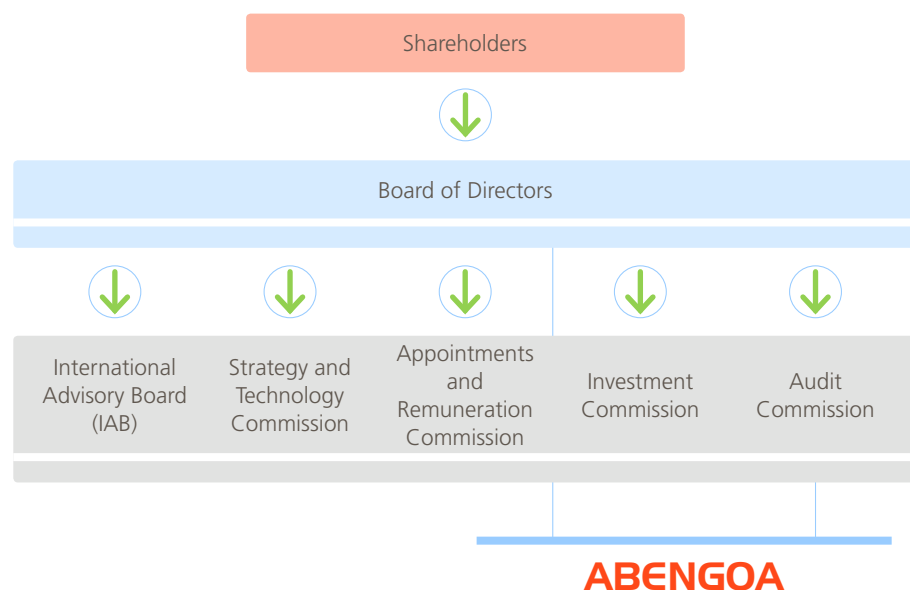 Shareholders
Board of Directors
International
Advisory Board
(IAB)
Strategy and
Technology
Commission
Appointments
and
Remuneration
Commission
Investment
Commission
Audit
Commission
ABENGOA